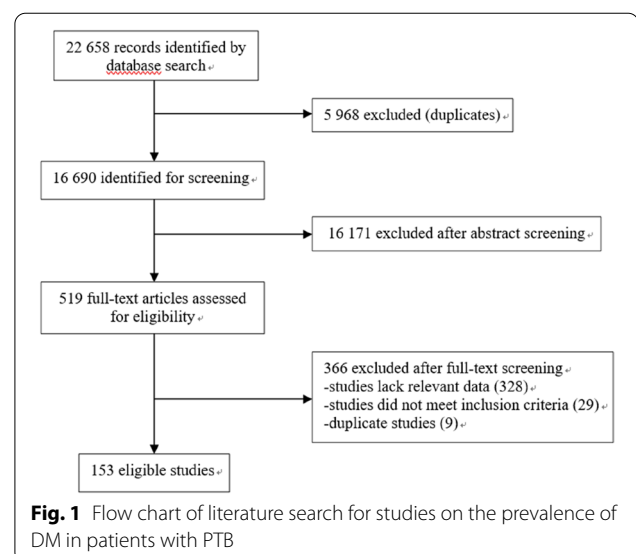 22 658 records identified by
database search
5 968 excluded (duplicates)
16 690 identified for screening
16 171 excluded after abstract screening
519 full-text articles assessed
for eligibility
366 excluded after full-text screening
-studies lack relevant data (328)
-studies did not meet inclusion criteria (29)
-duplicate studies (9)
153 eligible studies
Fig. 1 Flow chart of literature search for studies on the prevalence of
DM in patients with PTB